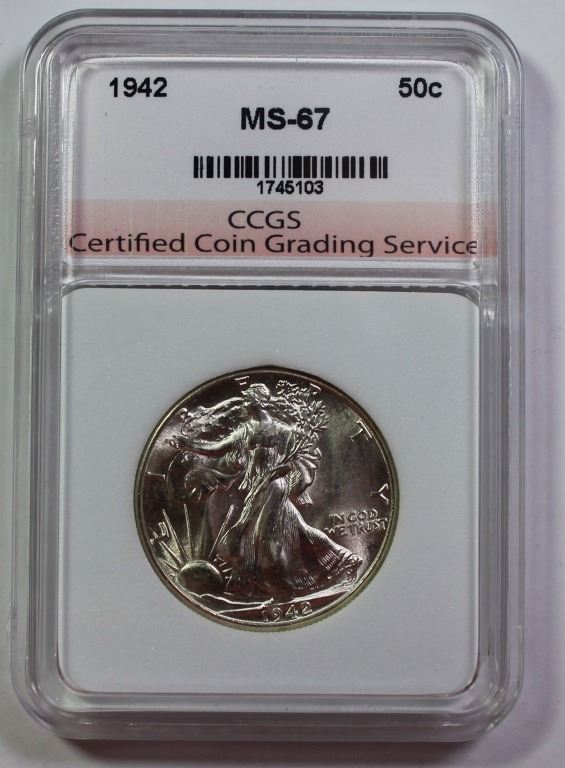 1942 50c
MS-67
1745103
CCGS
Certified Coin Grading Service
LIBERTY
IN GOD
WE TRUST
1942